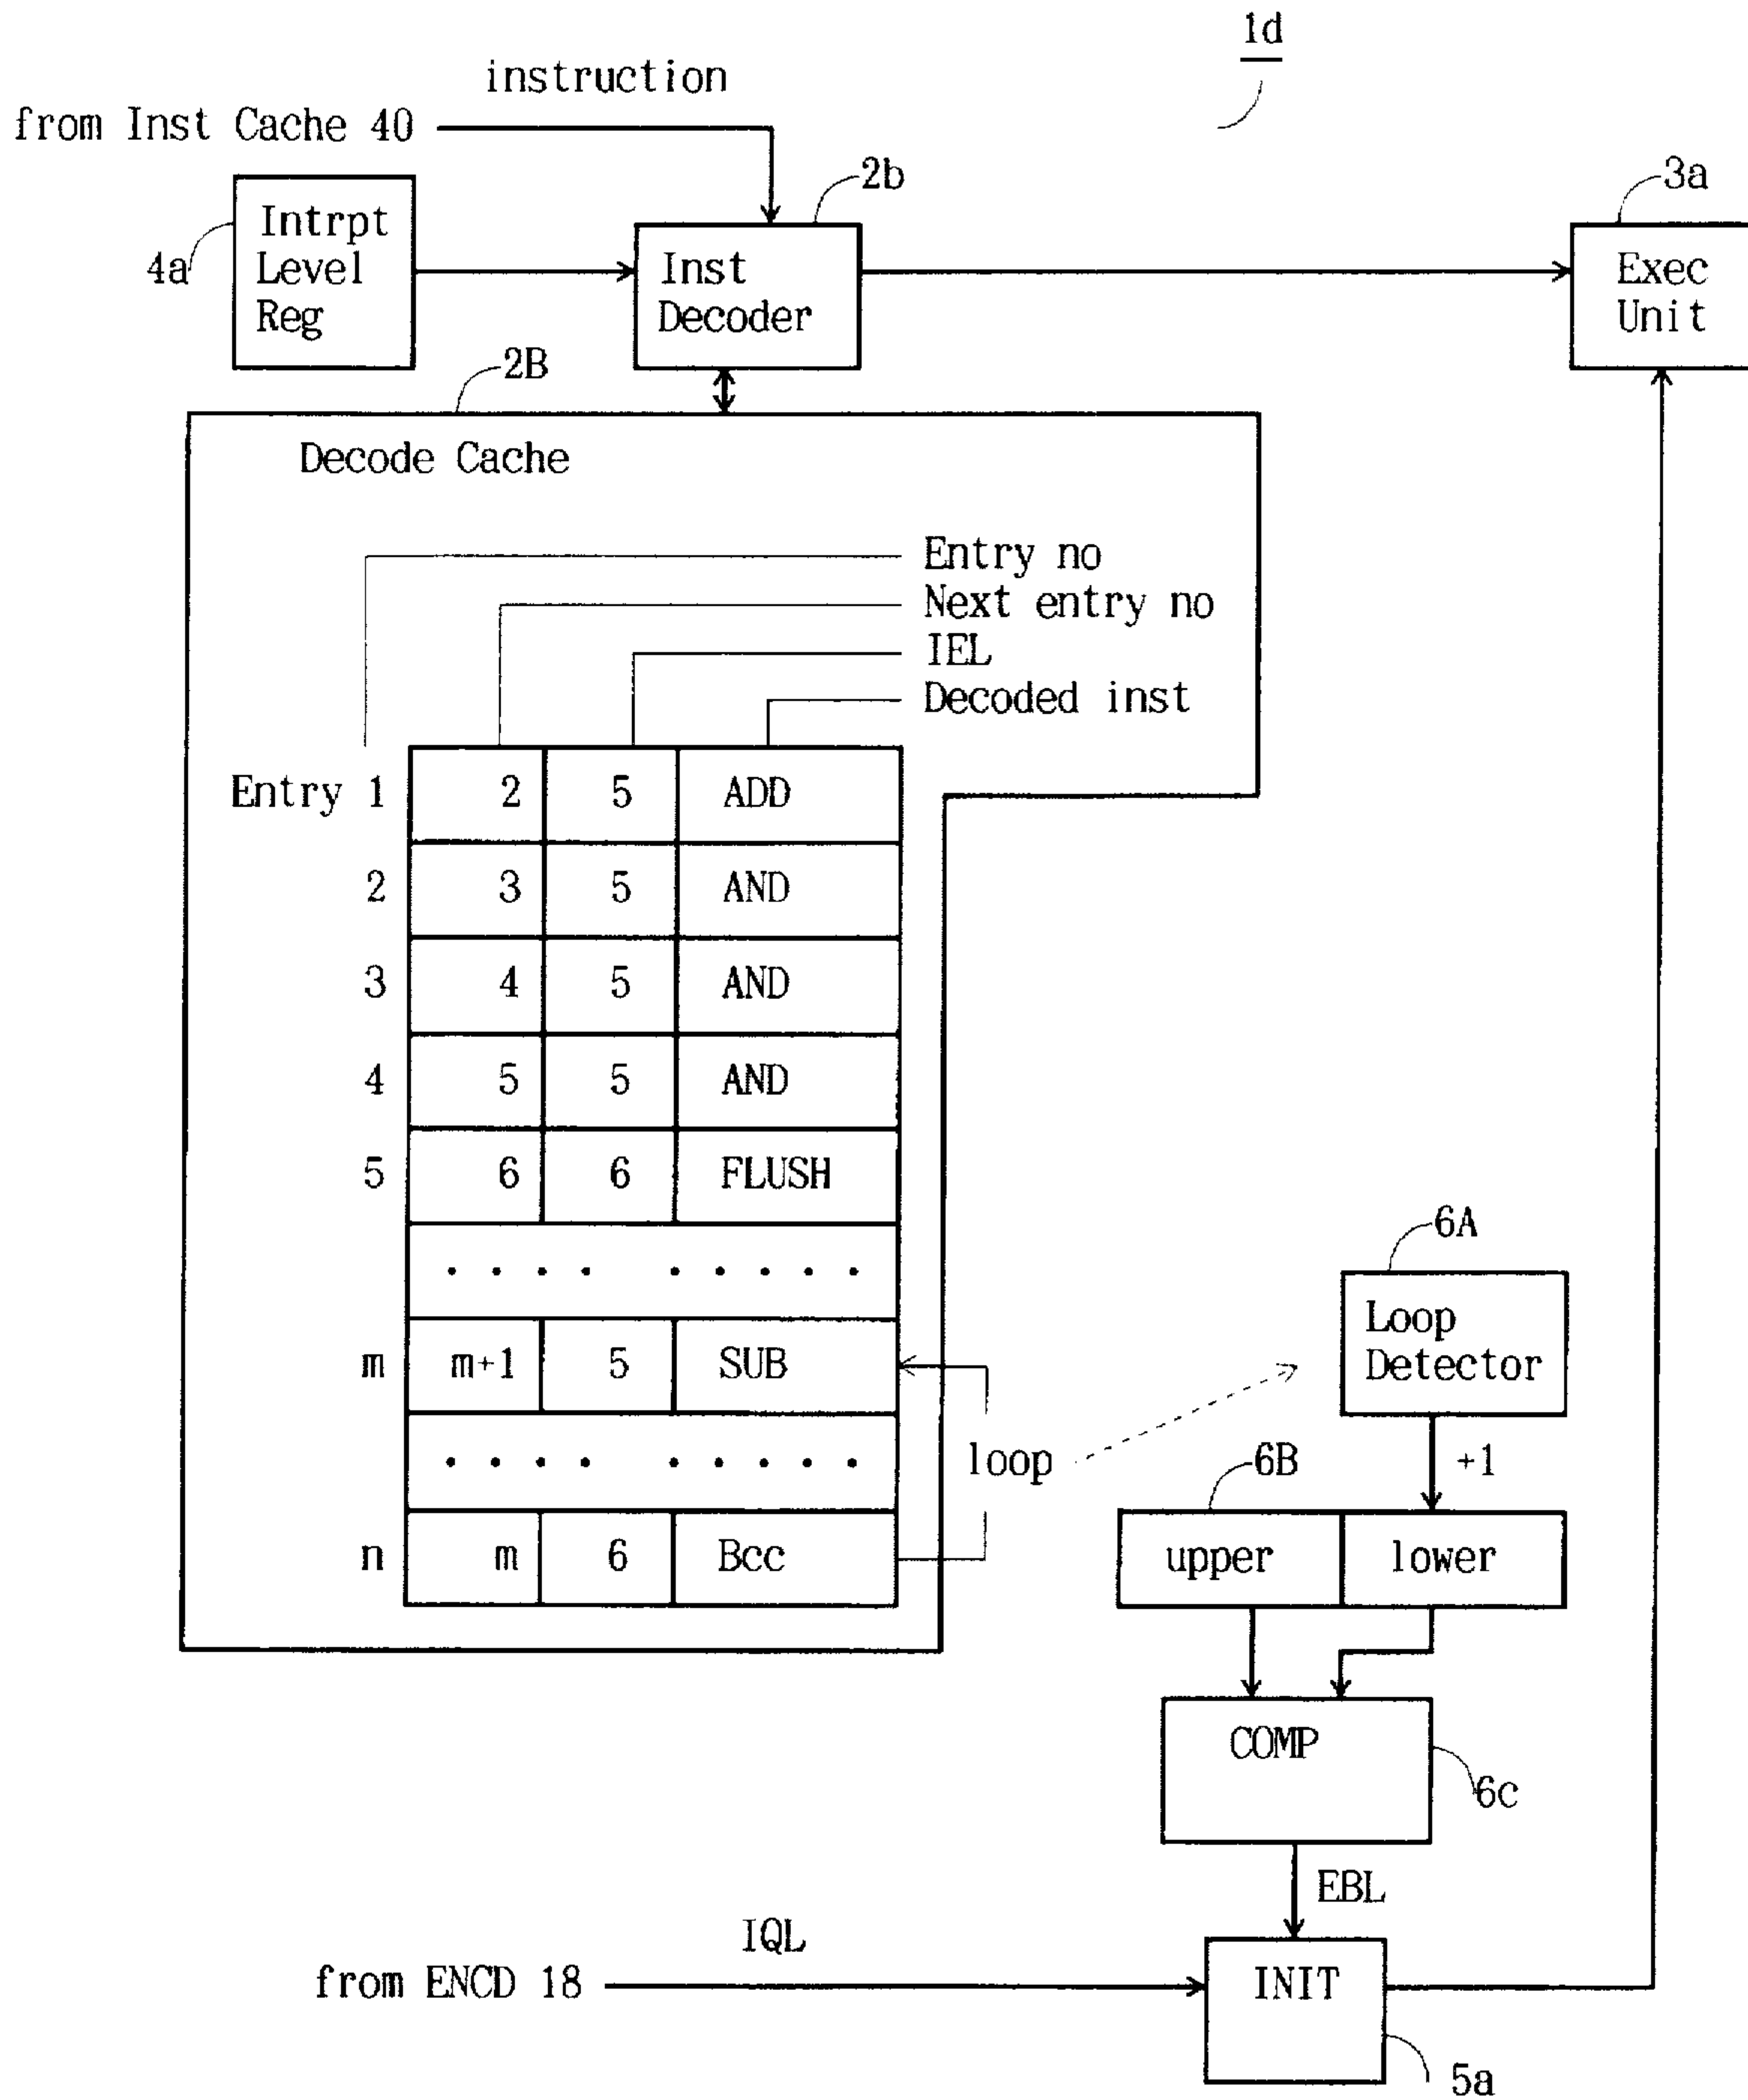 1d
instruction
from Inst Cache 40
2b
3a
4a
Intrpt
Level
Reg
Inst
Decoder
Exec
Unit
2B
Decode Cache
Entry no
Next entry no
IEL
Decoded inst
Entry 1 2 5 ADD
2 3 5 AND
3 4 5 AND
4 5 5 AND
5 6 6 FLUSH
. . . . . . . . .
m m+1 5 SUB
. . . . . . . . .
n m 6 Bcc
loop
6A
Loop
Detector
+1
6B
upper lower
COMP
6c
EBL
IQL
from ENCD 18
INIT
5a